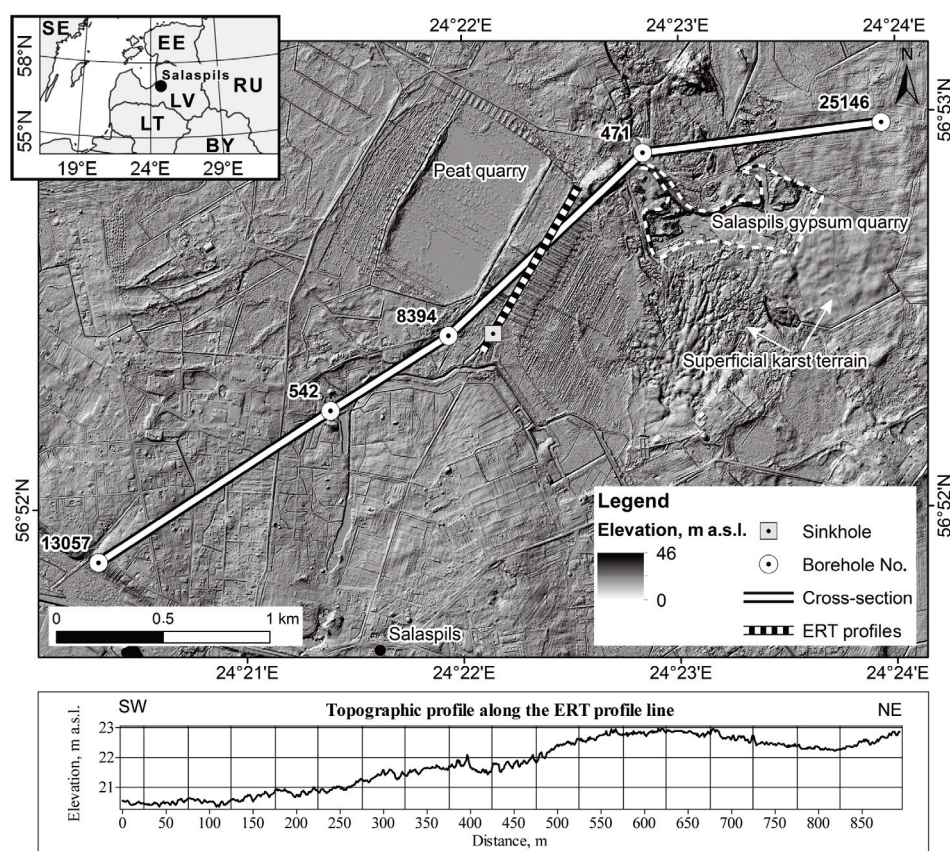 24°22'E
24°23'E
24°24'E
SE
EE
RU
Salaspils
LV
LT
BY
58°N
55°N
19°E
24°E
29°E
N
56°53'N
25146
471
Peat quarry
Salaspils gypsum quarry
8394
Superficial karst terrain
542
56°52'N
56°52'N
13057
Legend
Elevation, m a.s.l.
46
0
Sinkhole
Borehole No.
Cross-section
ERT profiles
0 0.5 1 km
Salaspils
24°21'E
24°22'E
24°23'E
24°24'E
SW
Topographic profile along the ERT profile line
NE
Elevation, m a.s.l.
23
22
21
0 50 100 150 200 250 300 350 400 450 500 550 600 650 700 750 800 850
Distance, m